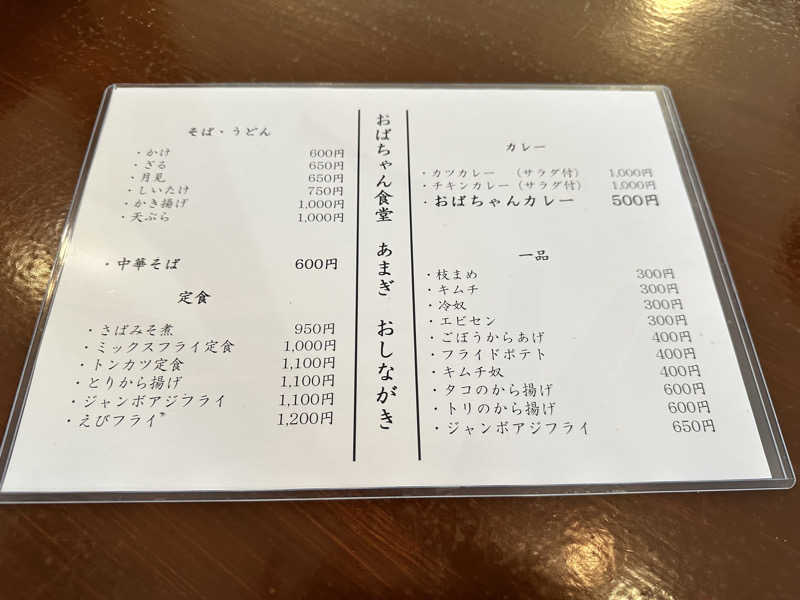 そば・うどん
・かけ 600円
・ざる 650円
・月見 650円
・しいたけ 750円
・かき揚げ 1,000円
・天ぷら 1,000円
・中華そば 600円
定食
・さばみそ煮 950円
・ミックスフライ定食 1,000円
・トンカツ定食 1,100円
・とりから揚げ 1,100円
・ジャンボアジフライ 1,100円
・えびフライ 1,200円
おばちゃん食堂 あまぎ おしながき
カレー
・カツカレー (サラダ付) 1,000円
・チキンカレー (サラダ付) 1,000円
・おばちゃんカレー 500円
一品
・枝まめ 300円
・キムチ 300円
・冷奴 300円
・エビセン 300円
・ごぼうからあげ 400円
・フライドポテト 400円
・キムチ奴 400円
・タコのから揚げ 600円
・トリのから揚げ 600円
・ジャンボアジフライ 650円